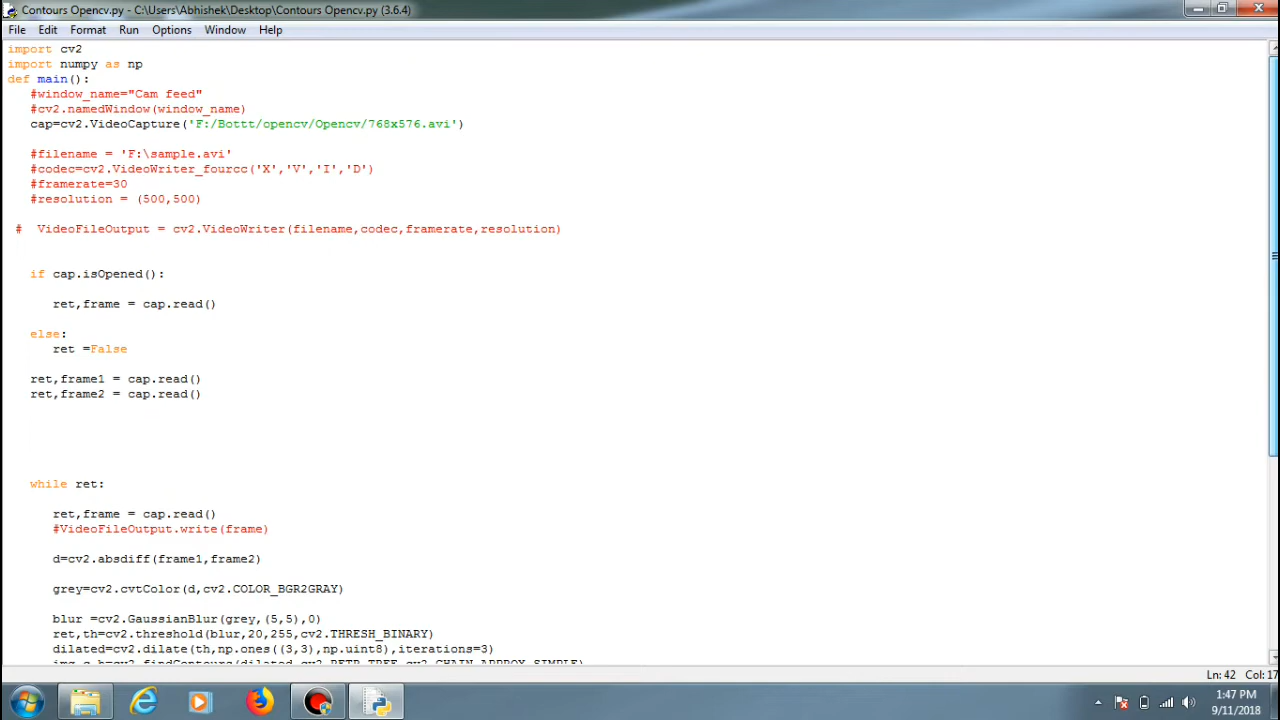 Contours Opencv.py - C:\Users\Abhishek\Desktop\Contours Opencv.py (3.6.4)
File Edit Format Run Options Window Help
import cv2
import numpy as np
def main():
#window_name="Cam feed"
#cv2.namedWindow(window_name)
cap=cv2.VideoCapture('F:/Bottt/opencv/Opencv/768x576.avi')
#filename = 'F:\sample.avi'
#codec=cv2.VideoWriter_fourcc('X','V','I','D')
#framerate=30
#resolution = (500,500)
# VideoFileOutput = cv2.VideoWriter(filename,codec,framerate,resolution)
if cap.isOpened():
ret,frame = cap.read()
else:
ret =False
ret,frame1 = cap.read()
ret,frame2 = cap.read()
while ret:
ret,frame = cap.read()
#VideoFileOutput.write(frame)
d=cv2.absdiff(frame1,frame2)
grey=cv2.cvtColor(d,cv2.COLOR_BGR2GRAY)
blur =cv2.GaussianBlur(grey,(5,5),0)
ret,th=cv2.threshold(blur,20,255,cv2.THRESH_BINARY)
dilated=cv2.dilate(th,np.ones((3,3),np.uint8),iterations=3)
img,c,h=cv2.findContours(dilated,cv2.RETR_TREE,cv2.CHAIN_APPROX_SIMPLE)
Ln: 42 Col: 17
1:47 PM
9/11/2018